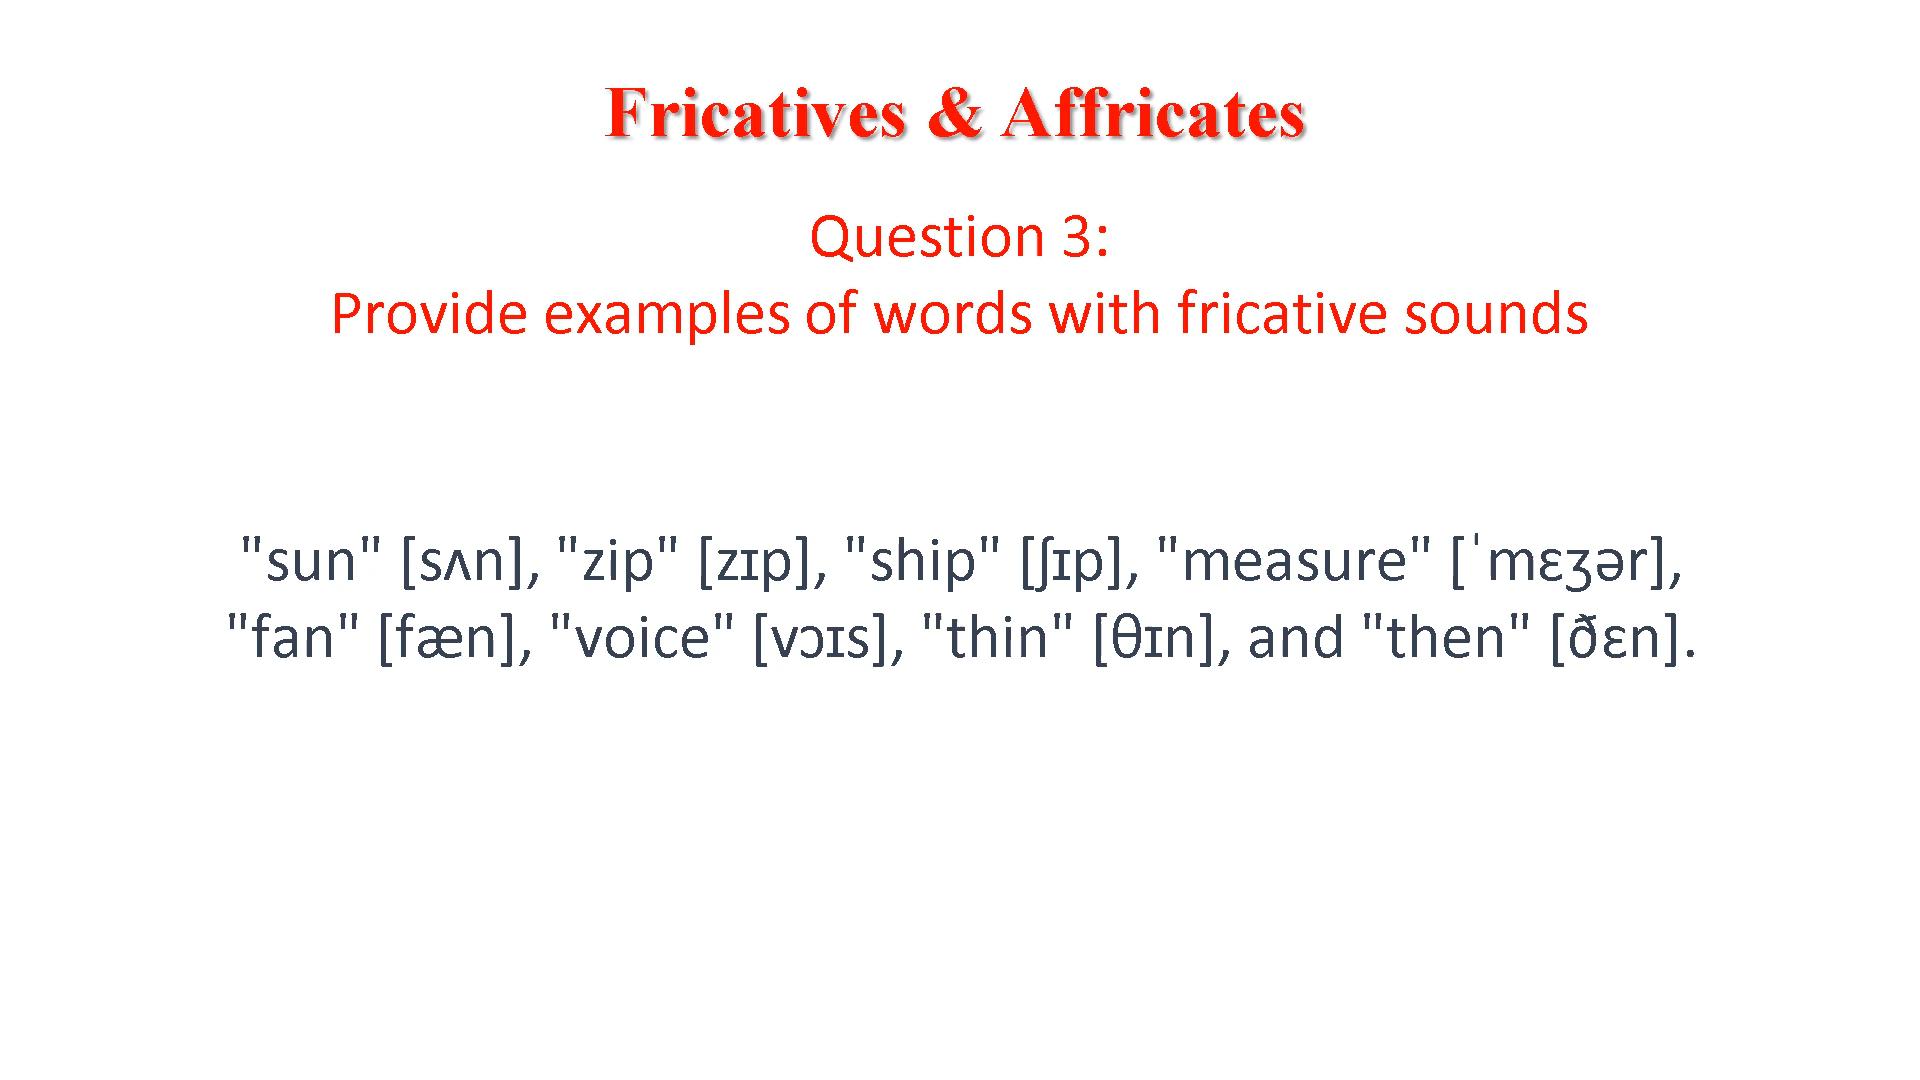 Fricatives & Affricates
Question 3:
Provide examples of words with fricative sounds
"sun" [sʌn], "zip" [zɪp], "ship" [ʃɪp], "measure" [ˈmɛʒər],
"fan" [fæn], "voice" [vɔɪs], "thin" [θɪn], and "then" [ðɛn].